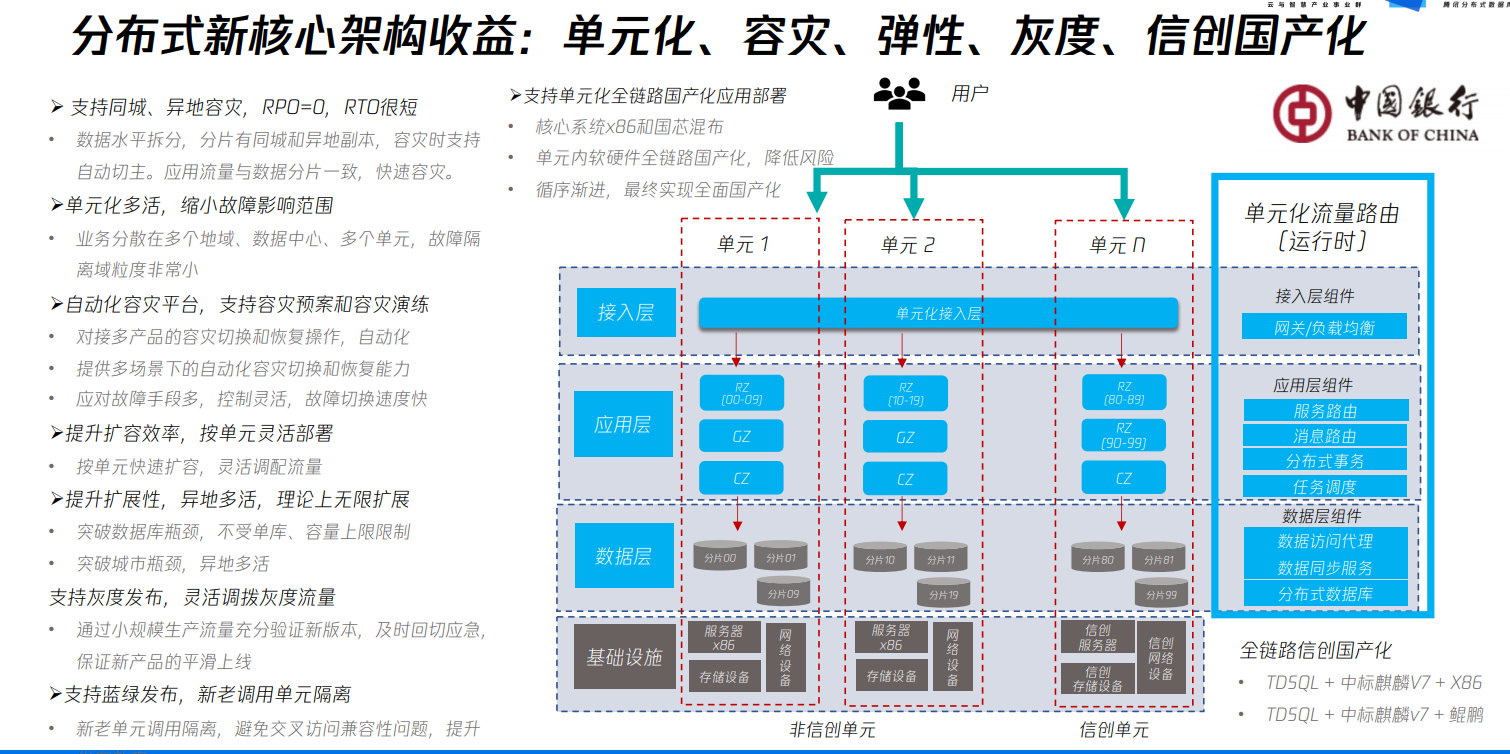 云与智慧产业事业群
腾讯分布式数据库
分布式新核心架构收益：单元化、容灾、弹性、灰度、信创国产化
➢支持同城、异地容灾，RPO=0，RTO很短
• 数据水平拆分，分片有同城和异地副本，容灾时支持
自动切主。应用流量与数据分片一致，快速容灾。
➢单元化多活，缩小故障影响范围
• 业务分散在多个地域、数据中心、多个单元，故障隔
离域粒度非常小
➢自动化容灾平台，支持容灾预案和容灾演练
• 对接多产品的容灾切换和恢复操作，自动化
• 提供多场景下的自动化容灾切换和恢复能力
• 应对故障手段多，控制灵活，故障切换速度快
➢提升扩容效率，按单元灵活部署
• 按单元快速扩容，灵活调配流量
➢提升扩展性，异地多活，理论上无限扩展
• 突破数据库瓶颈，不受单库、容量上限限制
• 突破城市瓶颈，异地多活
支持灰度发布，灵活调拨灰度流量
• 通过小规模生产流量充分验证新版本，及时回切应急，
保证新产品的平滑上线
➢支持蓝绿发布，新老调用单元隔离
• 新老单元调用隔离，避免交叉访问兼容性问题，提升
➢支持单元化全链路国产化应用部署
• 核心系统x86和国芯混布
• 单元内软硬件全链路国产化，降低风险
• 循序渐进，最终实现全面国产化
用户
中國銀行
BANK OF CHINA
单元 1
单元 2
单元 N
接入层
单元化接入层
应用层
RZ
(00-09)
GZ
CZ
RZ
(10-19)
GZ
CZ
RZ
(80-89)
RZ
(90-99)
CZ
数据层
分片00
分片01
分片09
分片10
分片11
分片19
分片80
分片81
分片99
基础设施
服务器
x86
存储设备
网络设备
服务器
x86
存储设备
网络设备
信创
服务器
信创
存储设备
信创
网络
设备
非信创单元
信创单元
单元化流量路由
（运行时）
接入层组件
网关/负载均衡
应用层组件
服务路由
消息路由
分布式事务
任务调度
数据层组件
数据访问代理
数据同步服务
分布式数据库
全链路信创国产化
• TDSQL + 中标麒麟V7 + X86
• TDSQL + 中标麒麟v7 + 鲲鹏